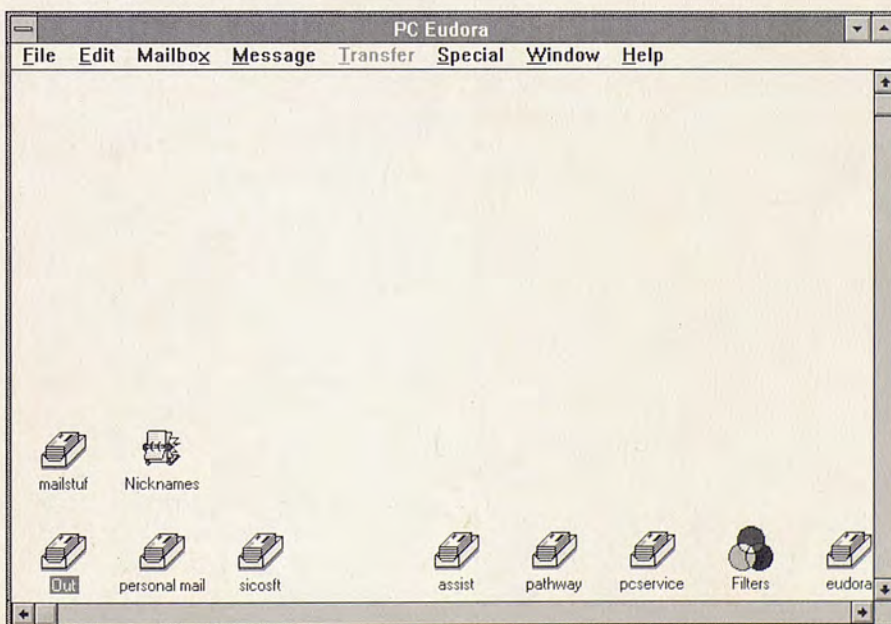 PC Eudora
File Edit Mailbox Message Transfer Special Window Help
mailstuf Nicknames
Out personal mail sicosft assist pathway pcservice Filters eudora